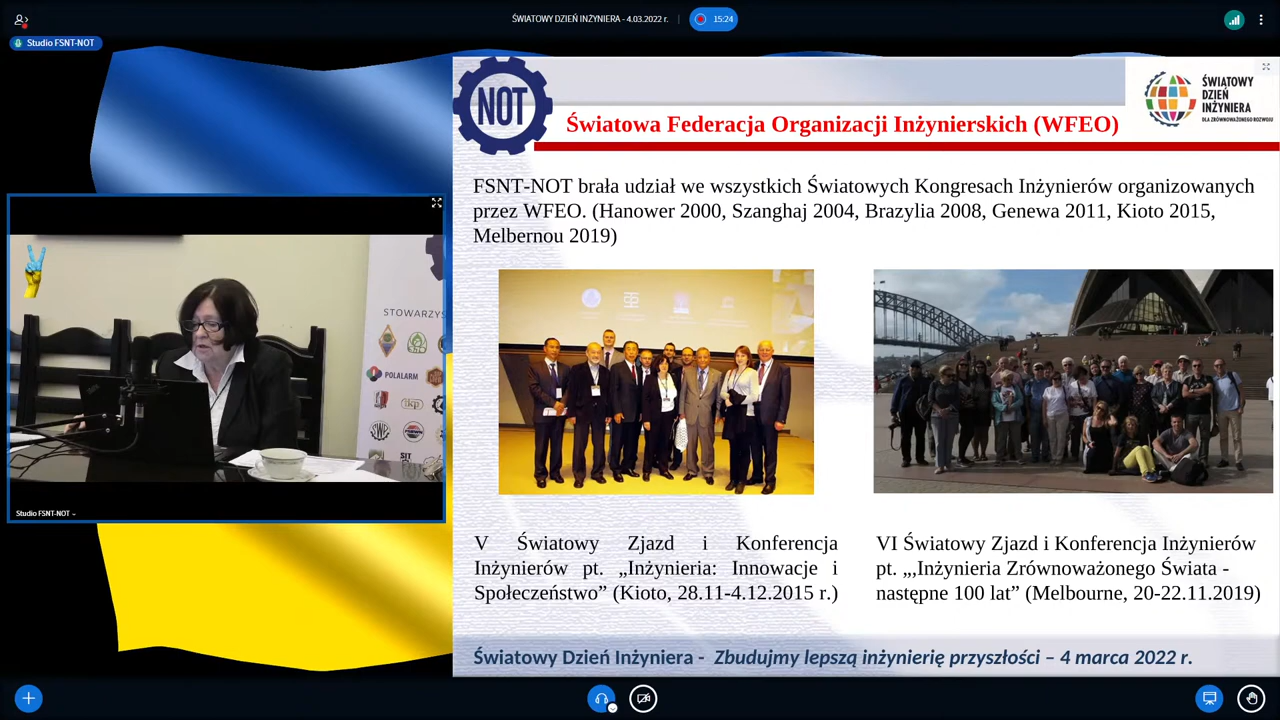 ŚWIATOWY DZIEŃ INŻYNIERA - 4.03.2022 r.
15:24
Studio FSNT-NOT
NOT
ŚWIATOWY
DZIEŃ
INŻYNIERA
DLA ZRÓWNOWAŻONEGO ROZWOJU
Światowa Federacja Organizacji Inżynierskich (WFEO)
FSNT-NOT brała udział we wszystkich Światowych Kongresach Inżynierów organizowanych
przez WFEO. (Hanower 2000, Szanghaj 2004, Brazylia 2008, Genewa 2011, Kioto 2015,
Melbernou 2019)
STOWARZYS
POLALARM
SIT
Studio FSNT-NOT
V Światowy Zjazd i Konferencja
Inżynierów pt. „Inżynieria: Innowacje i
Społeczeństwo” (Kioto, 28.11-4.12.2015 r.)
VI Światowy Zjazd i Konferencja Inżynierów
pt. „Inżynieria Zrównoważonego Świata -
następne 100 lat” (Melbourne, 20-22.11.2019)
Światowy Dzień Inżyniera - Zbudujmy lepszą inżynierię przyszłości – 4 marca 2022 r.